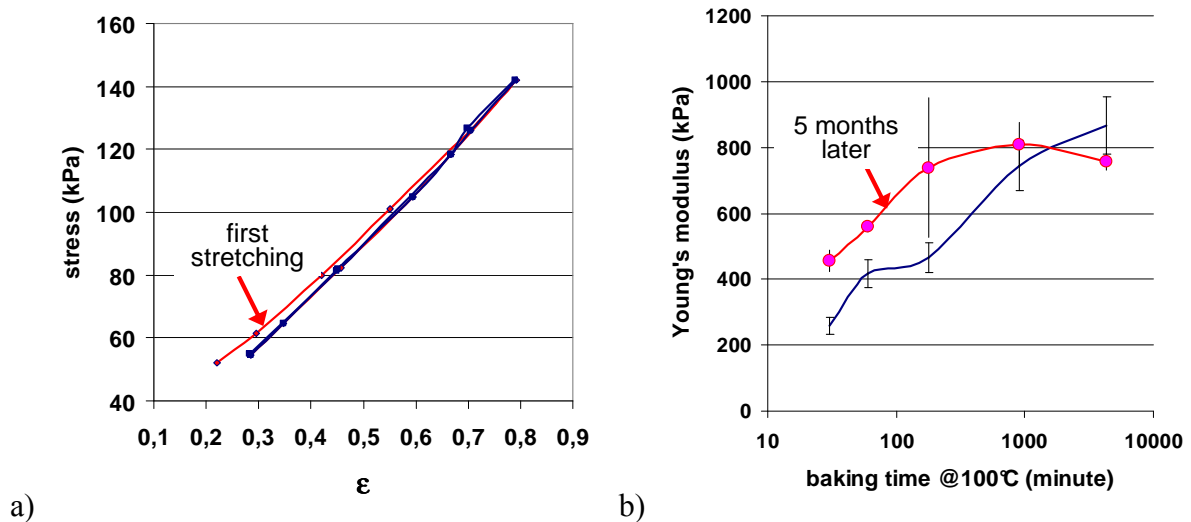 160
140
120
100
80
60
40
0,1 0,2 0,3 0,4 0,5 0,6 0,7 0,8 0,9
stress (kPa)
ε
first
stretching
a)
1200
1000
800
600
400
200
0
10 100 1000 10000
Young's modulus (kPa)
baking time @100°C (minute)
5 months
later
b)